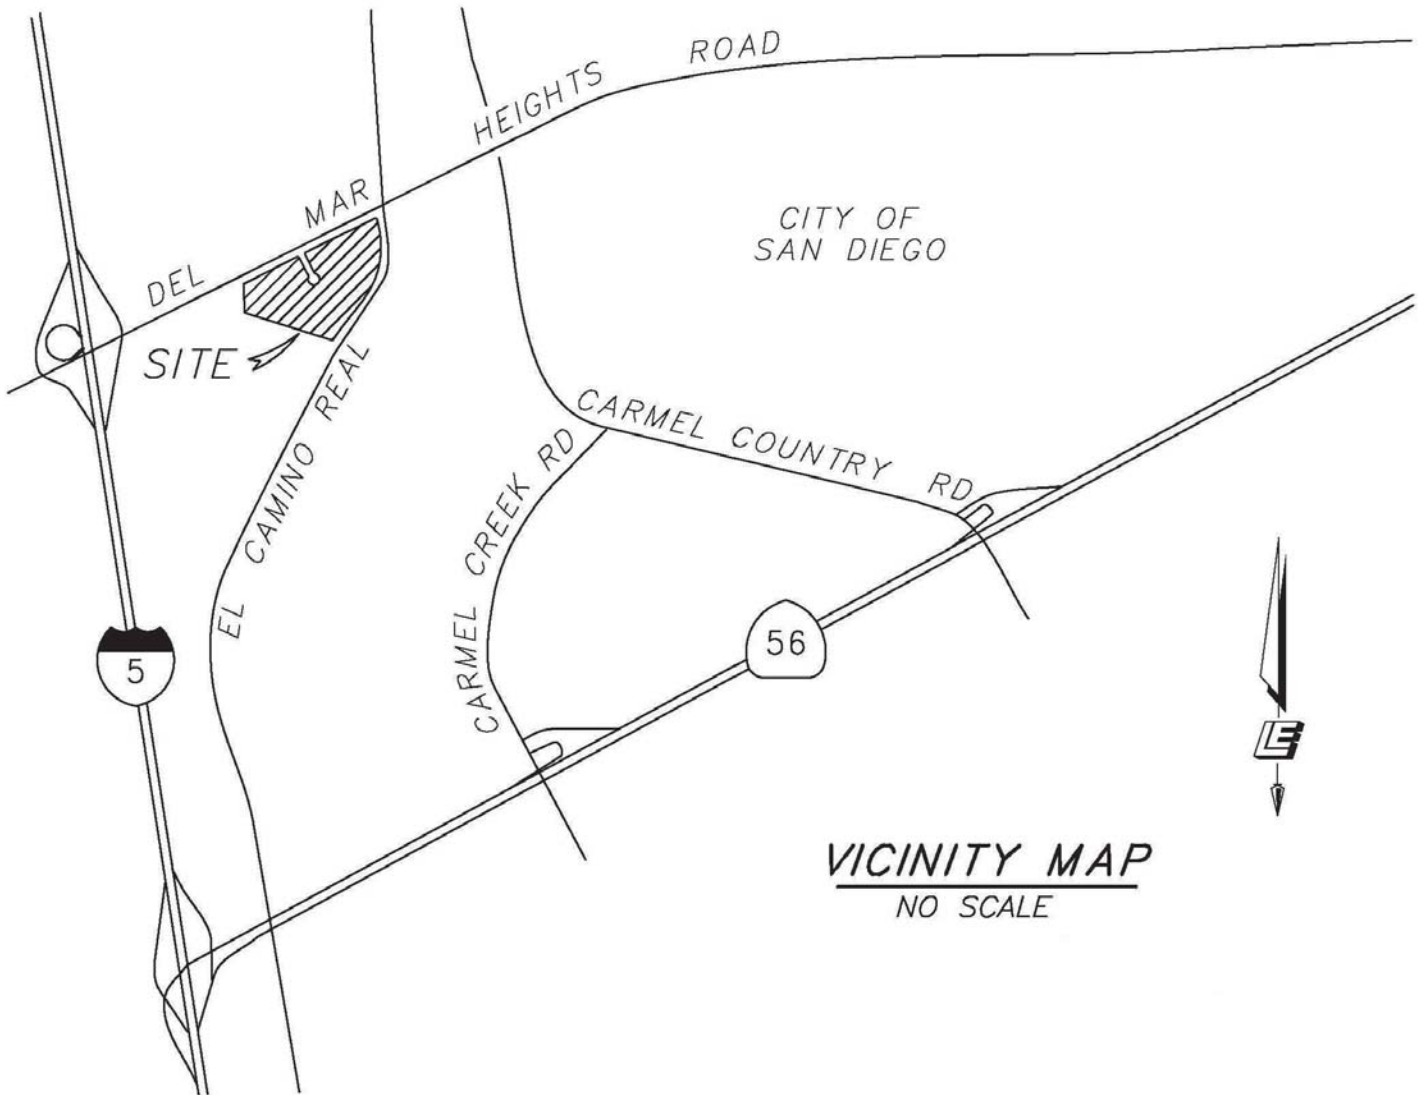 DEL MAR HEIGHTS ROAD
CITY OF
SAN DIEGO
SITE
EL CAMINO REAL
CARMEL COUNTRY RD
CARMEL CREEK RD
5
56
LE
VICINITY MAP
NO SCALE